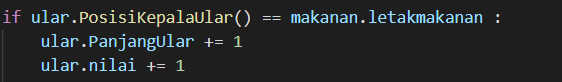 if ular.PosisiKepalaUlar() == makanan.letakmakanan :
    ular.PanjangUlar += 1
    ular.nilai += 1